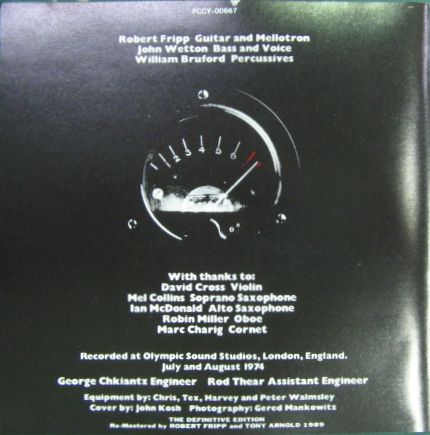 PCCY-00667
Robert Fripp Guitar and Mellotron
John Wetton Bass and Voice
William Bruford Percussives
1 2 3 4 5 6
With thanks to:
David Cross Violin
Mel Collins Soprano Saxophone
Ian McDonald Alto Saxophone
Robin Miller Oboe
Marc Charig Cornet
Recorded at Olympic Sound Studios, London, England.
July and August 1974
George Chkiantz Engineer Rod Thear Assistant Engineer
Equipment by: Chris, Tex, Harvey and Peter Walmsley
Cover by: John Kosh Photography: Gered Mankowitz
THE DEFINITIVE EDITION
Re-Mastered by ROBERT FRIPP and TONY ARNOLD 1989